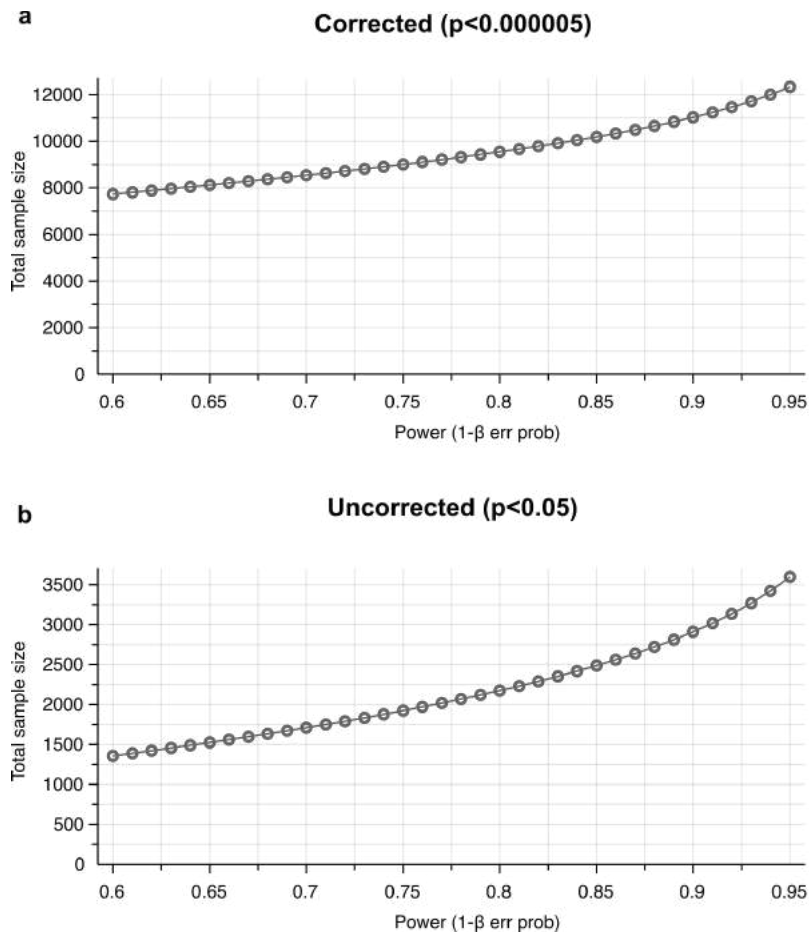 a
Corrected (p<0.000005)
12000
10000
8000
6000
4000
2000
0
Total sample size
0.6 0.65 0.7 0.75 0.8 0.85 0.9 0.95
Power (1-β err prob)
b
Uncorrected (p<0.05)
3500
3000
2500
2000
1500
1000
500
0
Total sample size
0.6 0.65 0.7 0.75 0.8 0.85 0.9 0.95
Power (1-β err prob)